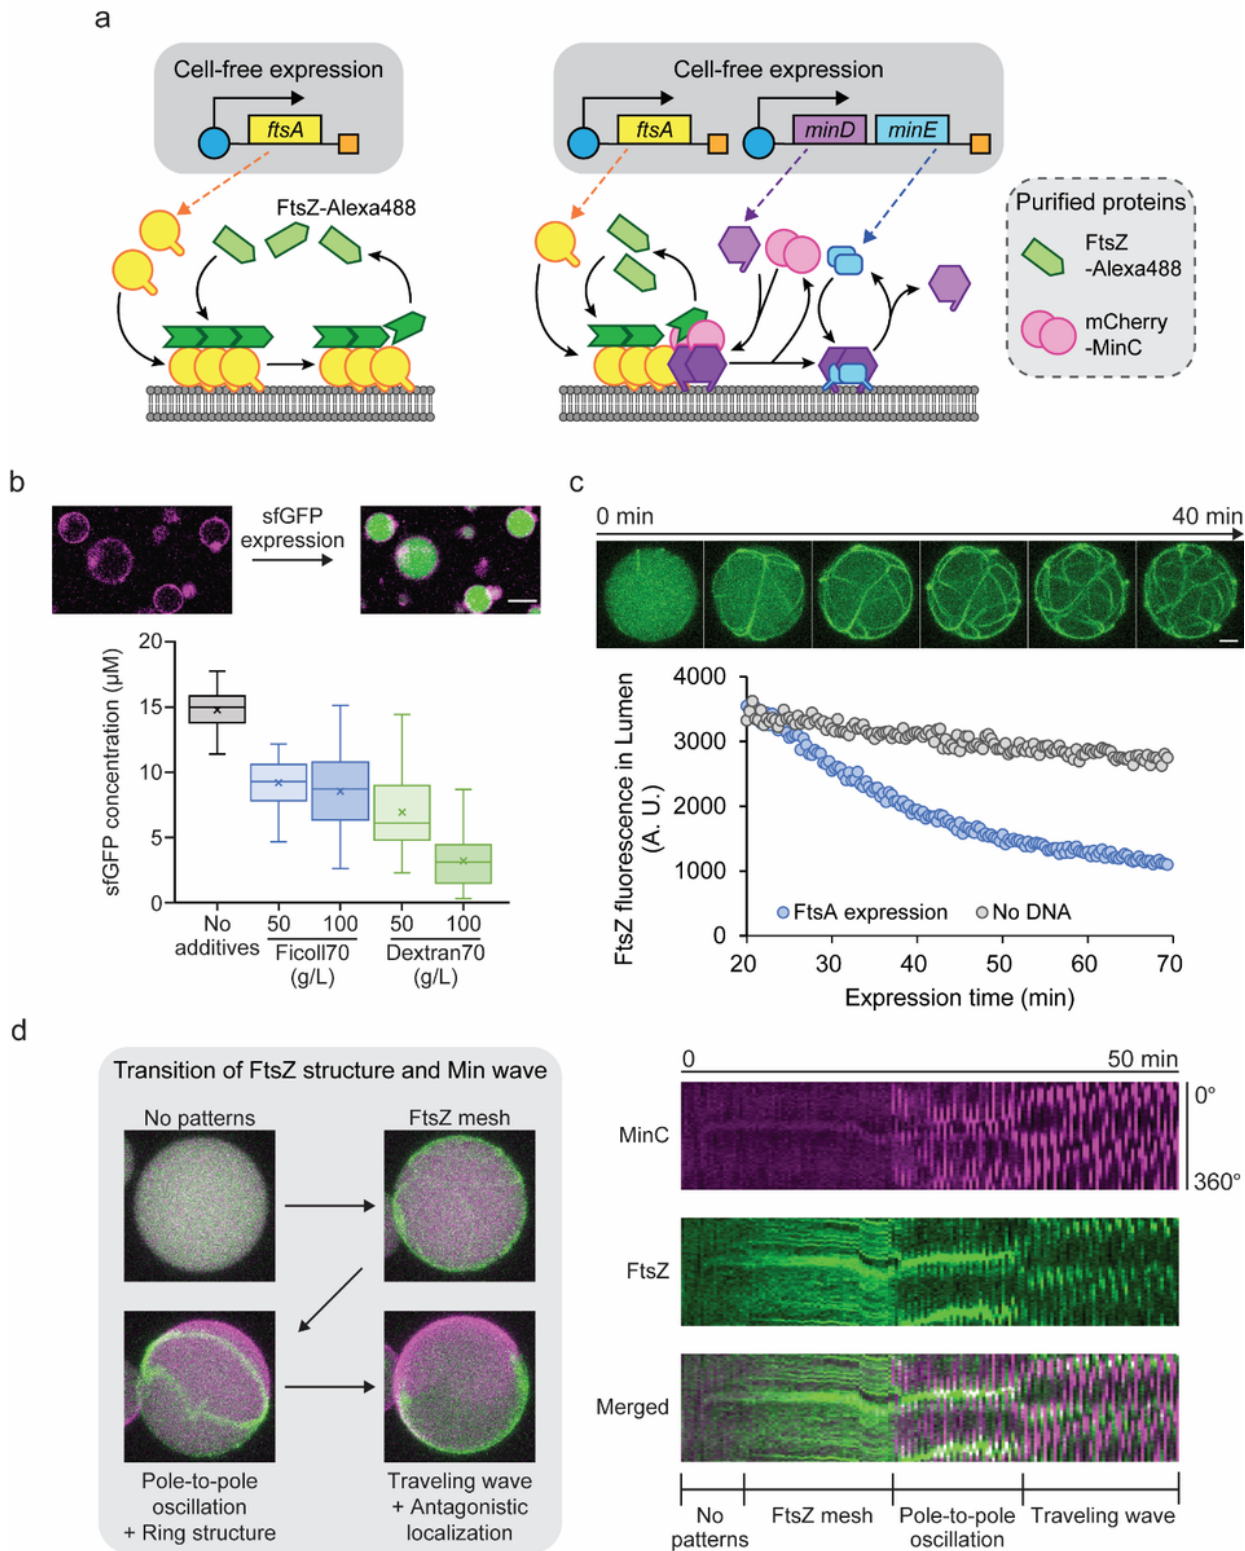 a
Cell-free expression
ftsA
FtsZ-Alexa488
Cell-free expression
ftsA
minD
minE
Purified proteins
FtsZ
-Alexa488
mCherry
-MinC
b
sfGFP
expression
sfGFP concentration (µM)
20
15
10
5
0
No
additives
50
100
Ficoll70
(g/L)
50
100
Dextran70
(g/L)
c
0 min
40 min
FtsZ fluorescence in Lumen
(A. U.)
4000
3000
2000
1000
0
FtsA expression
No DNA
20
30
40
50
60
70
Expression time (min)
d
Transition of FtsZ structure and Min wave
No patterns
FtsZ mesh
Pole-to-pole
oscillation
+ Ring structure
Traveling wave
+ Antagonistic
localization
0
50 min
MinC
0°
360°
FtsZ
Merged
No
patterns
FtsZ mesh
Pole-to-pole
oscillation
Traveling wave